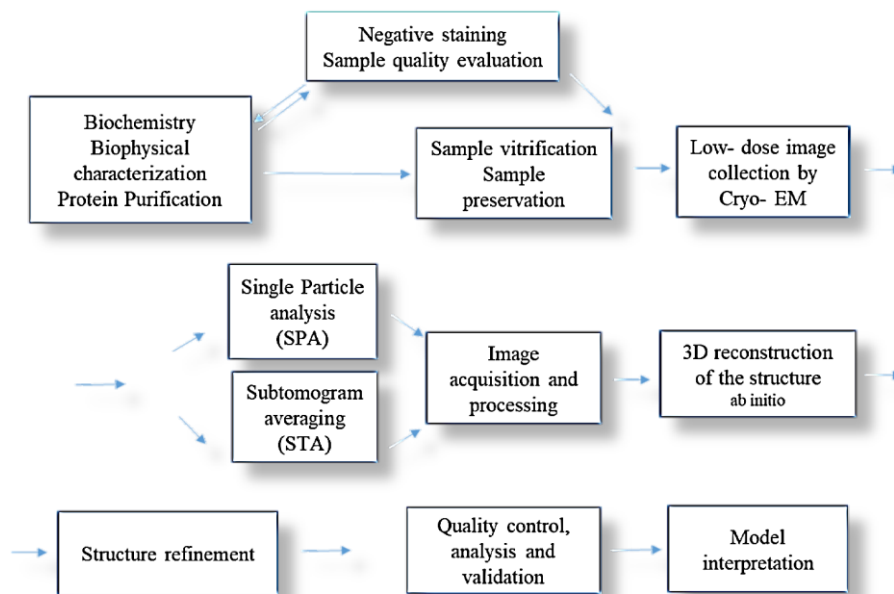 Negative staining
Sample quality evaluation
Biochemistry
Biophysical
characterization
Protein Purification
Sample vitrification
Sample
preservation
Low- dose image
collection by
Cryo- EM
Single Particle
analysis
(SPA)
Subtomogram
averaging
(STA)
Image
acquisition and
processing
3D reconstruction
of the structure
ab initio
Structure refinement
Quality control,
analysis and
validation
Model
interpretation